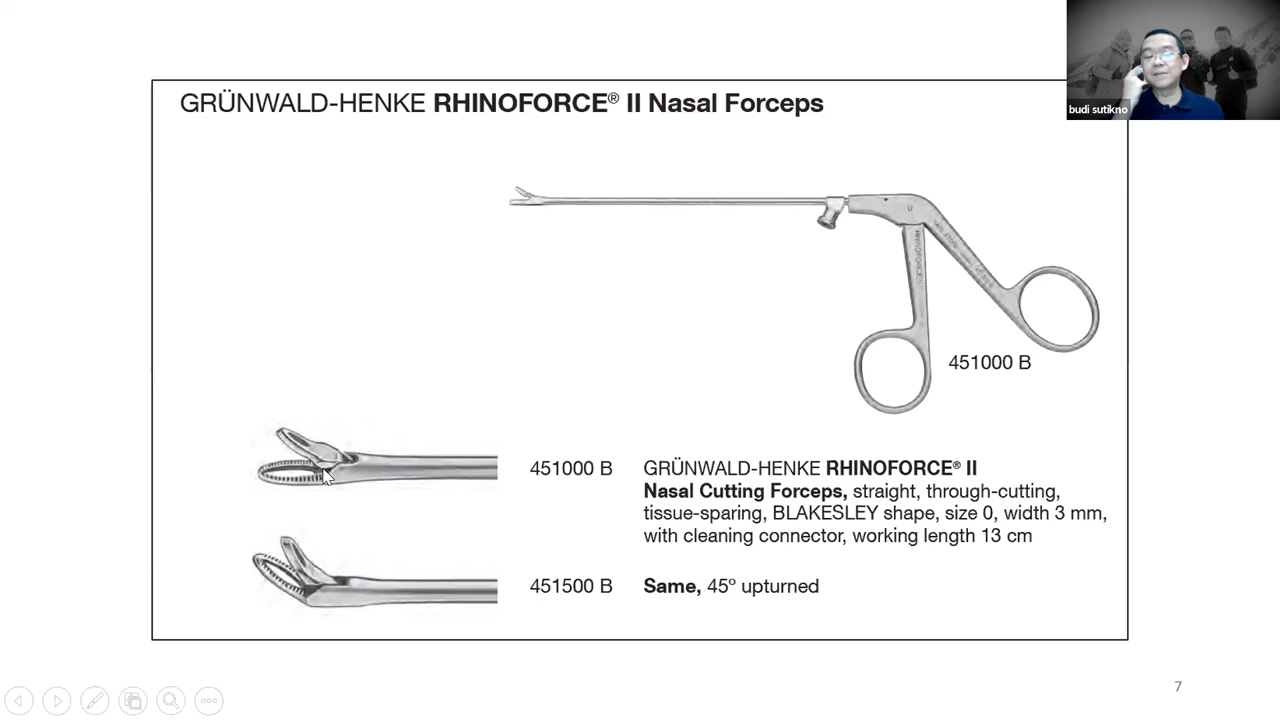 budi sutikno
GRÜNWALD-HENKE RHINOFORCE® II Nasal Forceps
451000 B
451000 B
GRÜNWALD-HENKE RHINOFORCE® II
Nasal Cutting Forceps, straight, through-cutting,
tissue-sparing, BLAKESLEY shape, size 0, width 3 mm,
with cleaning connector, working length 13 cm
451500 B
Same, 45° upturned
7